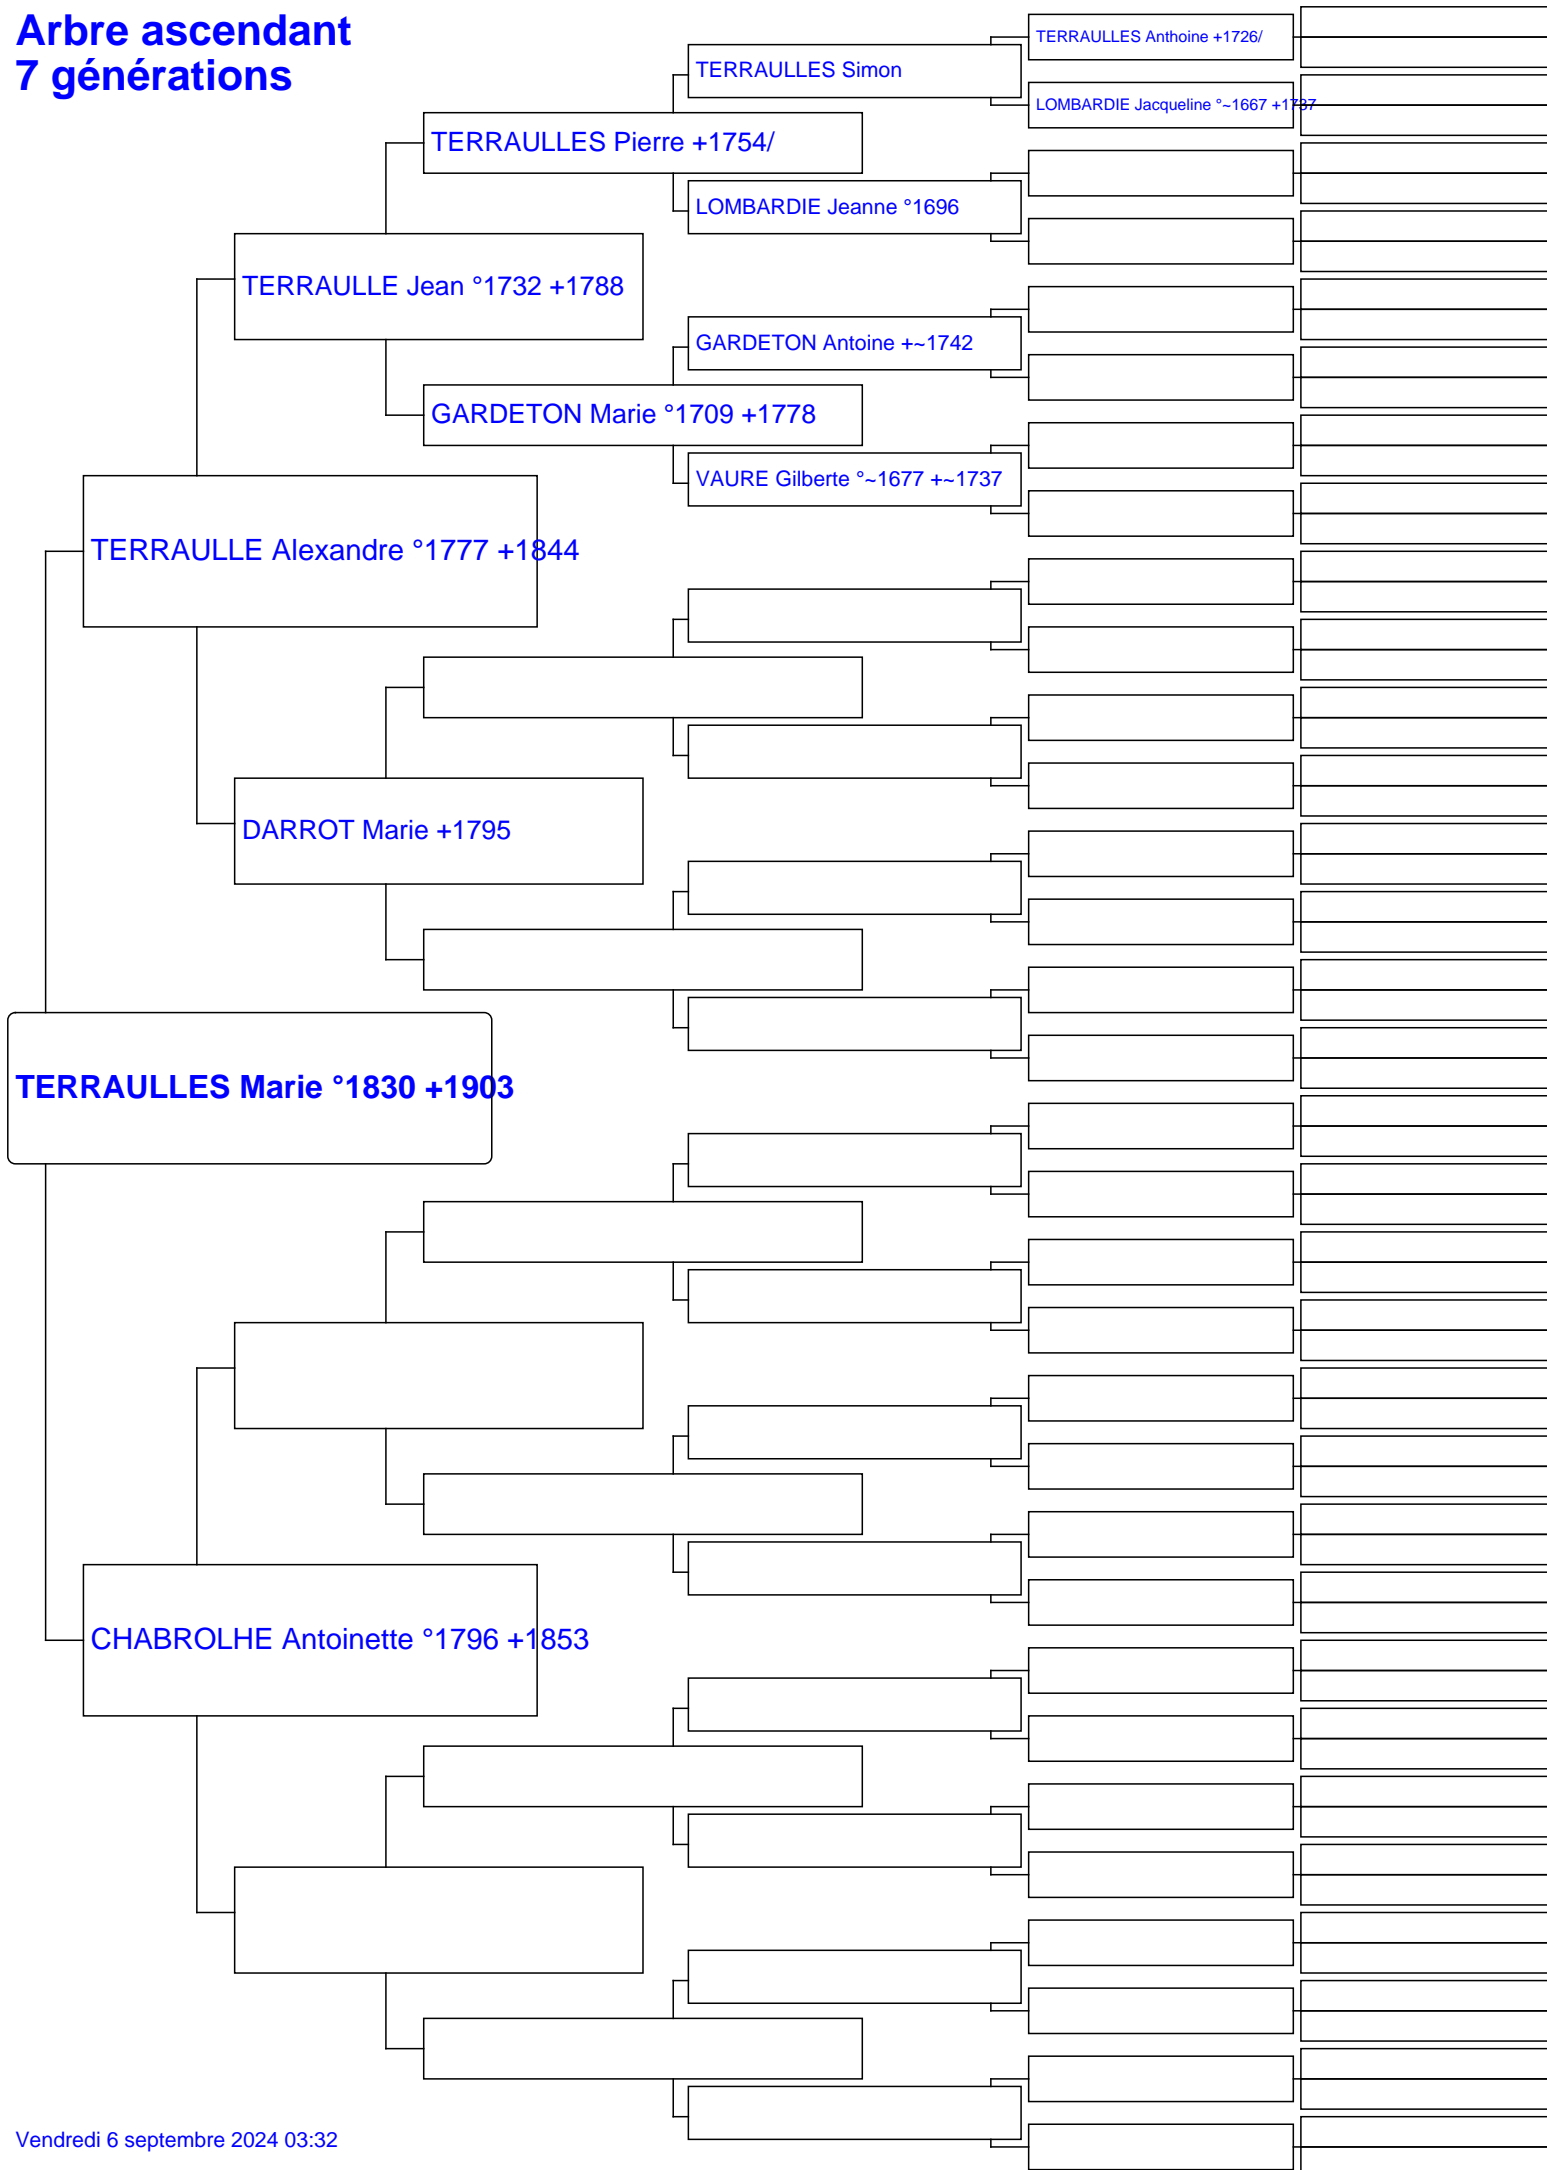 Arbre ascendant
7 générations
TERRAULLES Anthoine +1726/
TERRAULLES Simon
LOMBARDIE Jacqueline °~1667 +1737
TERRAULLES Pierre +1754/
LOMBARDIE Jeanne °1696
TERRAULLE Jean °1732 +1788
GARDETON Antoine +~1742
GARDETON Marie °1709 +1778
VAURE Gilberte °~1677 +~1737
TERRAULLE Alexandre °1777 +1844
DARROT Marie +1795
TERRAULLES Marie °1830 +1903
CHABROLHE Antoinette °1796 +1853
Vendredi 6 septembre 2024 03:32